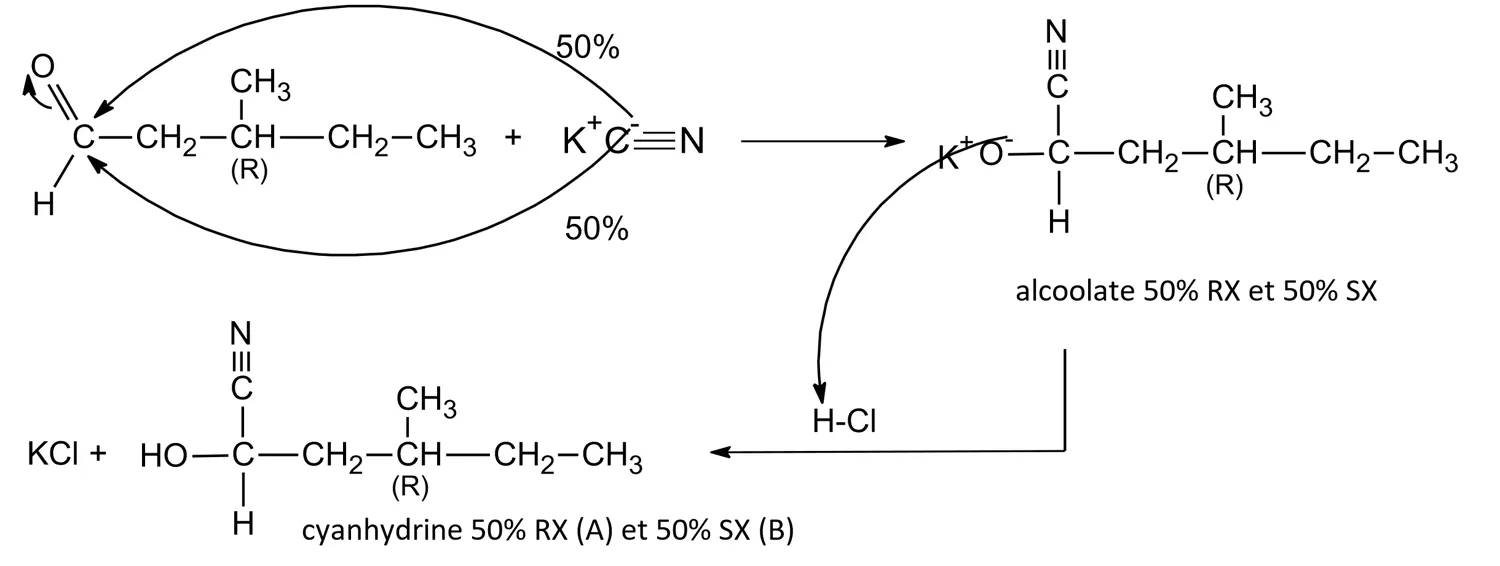 50%
O
CH3
C CH2 CH CH2 CH3 + K+ C- N
(R)
H
50%
N
C
CH3
K+ O- C CH2 CH CH2 CH3
(R)
H
alcoolate 50% RX et 50% SX
H-Cl
N
C
CH3
KCl + HO C CH2 CH CH2 CH3
(R)
H
cyanhydrine 50% RX (A) et 50% SX (B)